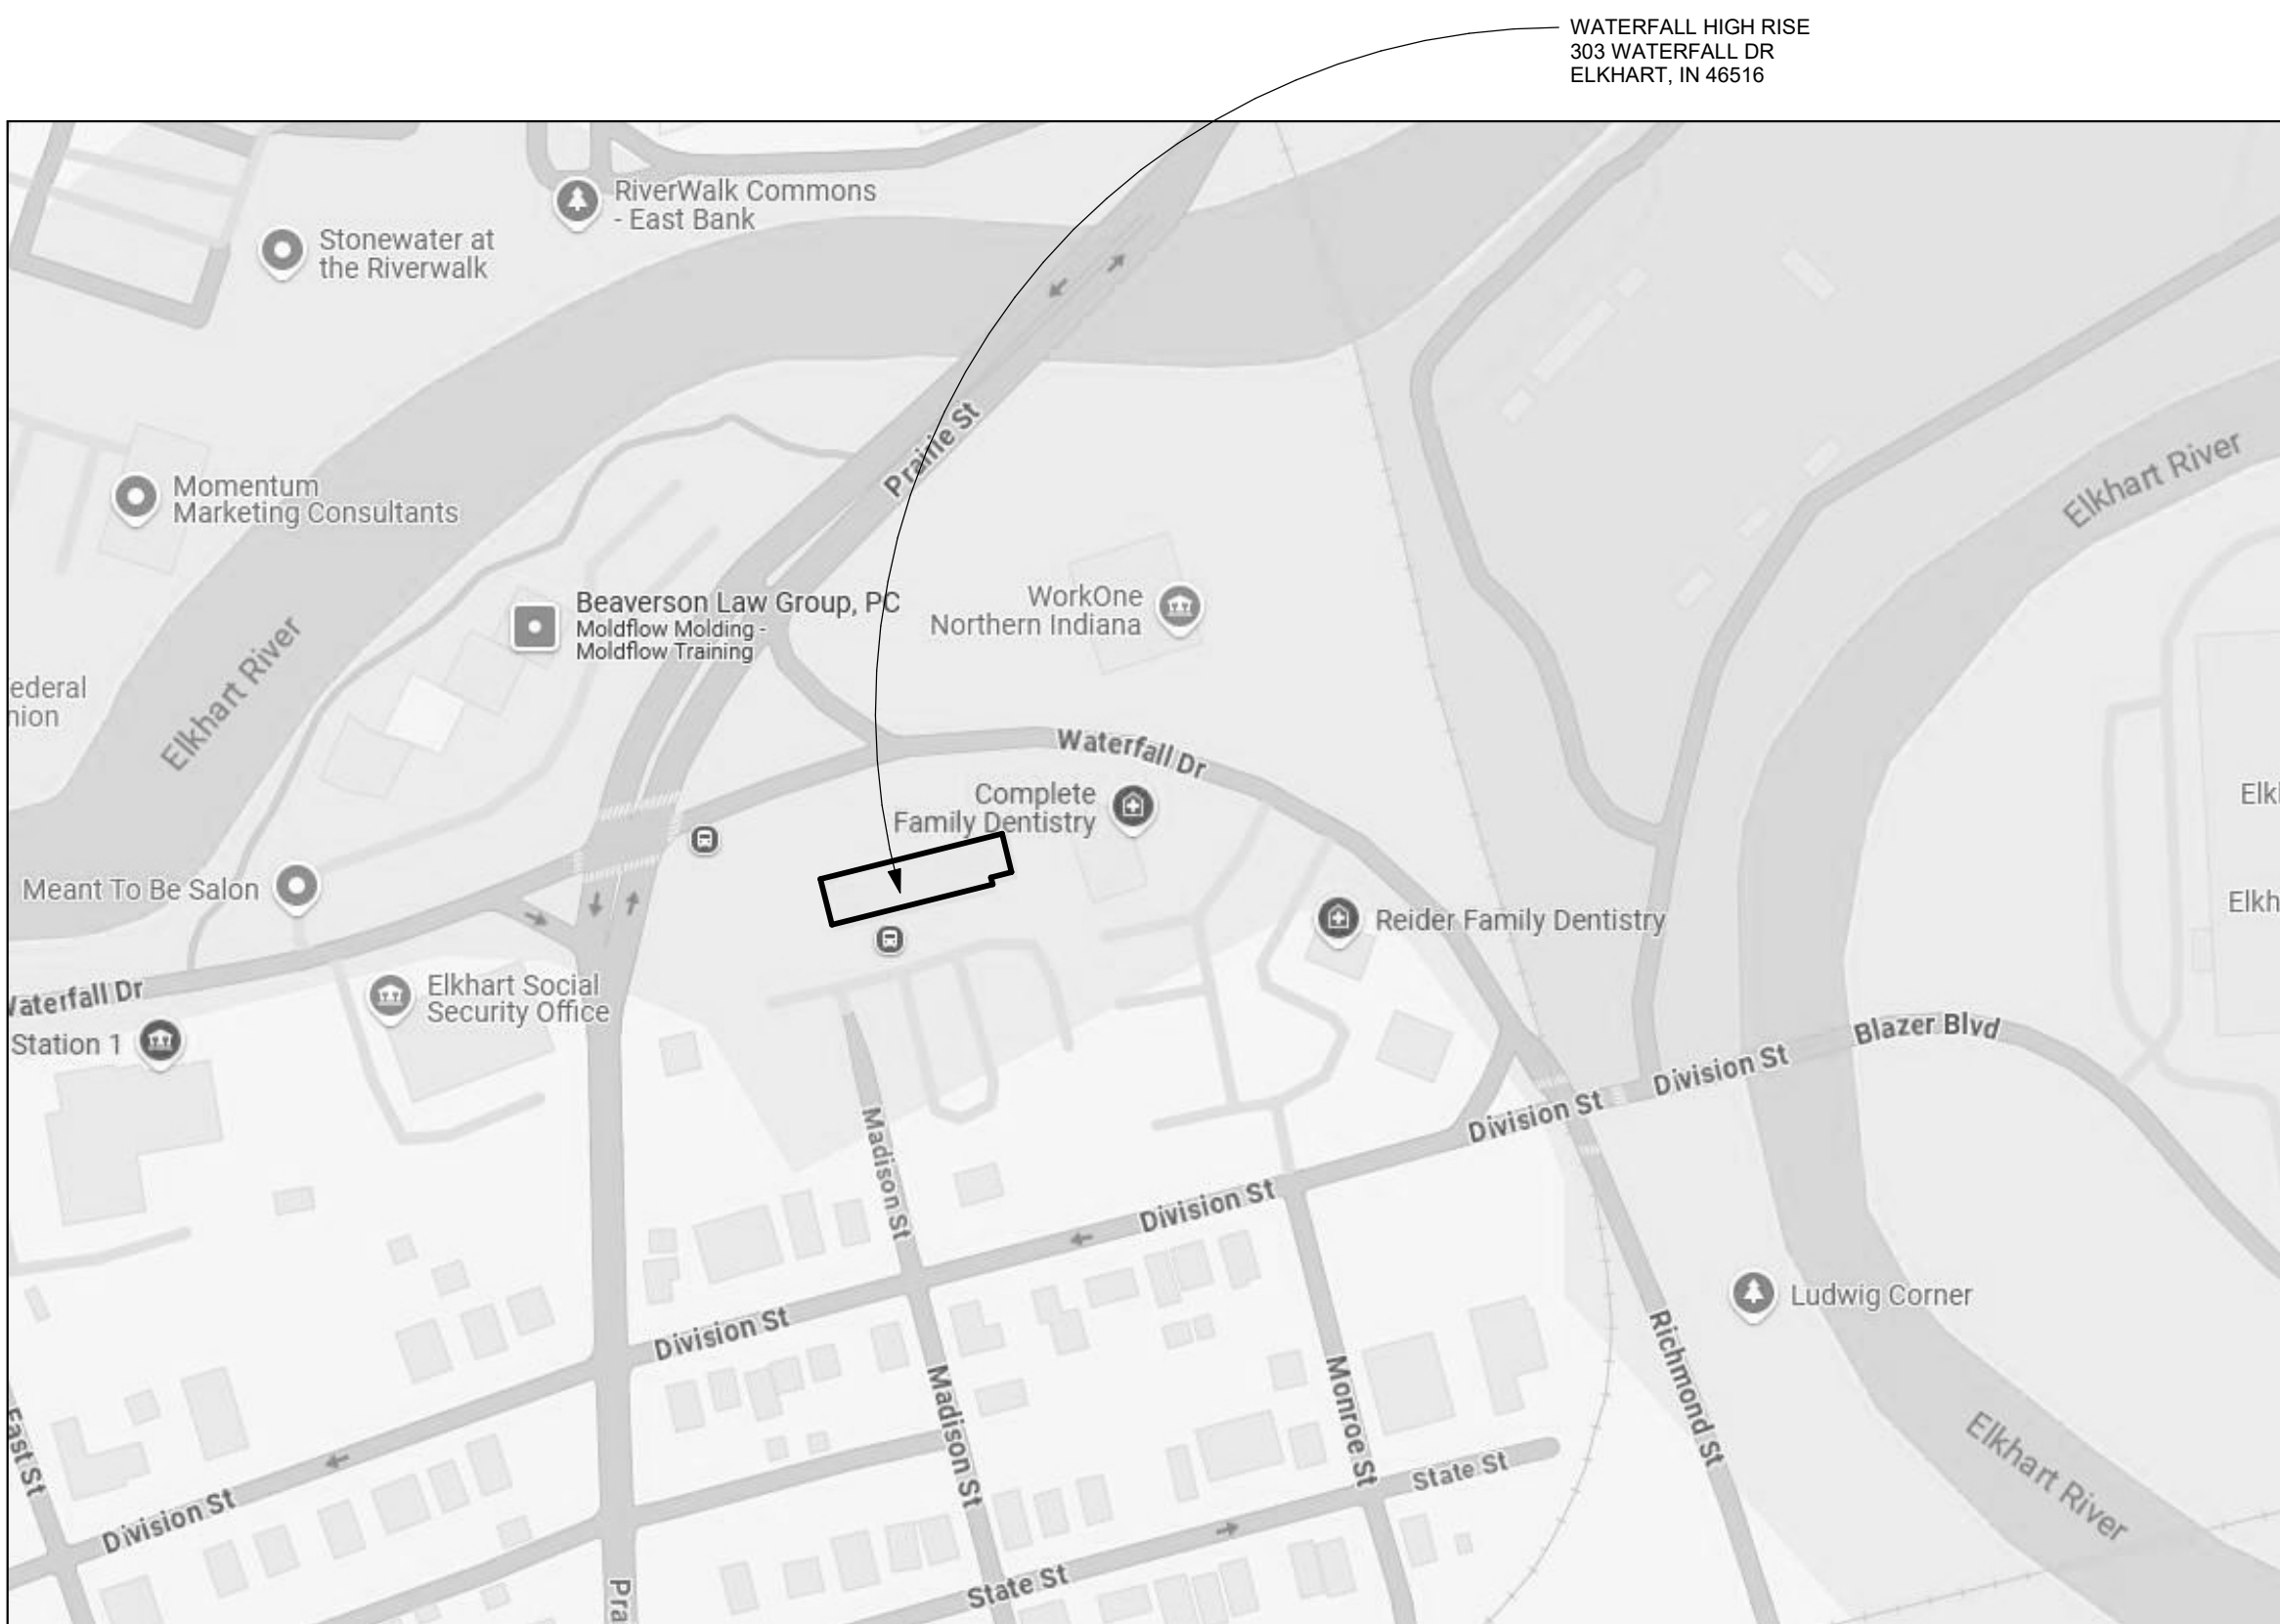 WATERFALL HIGH RISE
303 WATERFALL DR
ELKHART, IN 46516
RiverWalk Commons
- East Bank
Stonewater at
the Riverwalk
Prairie St
Elkhart River
Momentum
Marketing Consultants
Beaverson Law Group, PC
Moldflow Molding -
Moldflow Training
WorkOne
Northern Indiana
Elkhart River
ederal
nion
Waterfall Dr
Complete
Family Dentistry
Elkl
Meant To Be Salon
Elkh
Reider Family Dentistry
Waterfall Dr
Elkhart Social
Security Office
Station 1
Blazer Blvd
Division St
Division St
Madison St
Division St
Ludwig Corner
Division St
Richmond St
Monroe St
Madison St
East St
Elkhart River
State St
Division St
State St
Pra